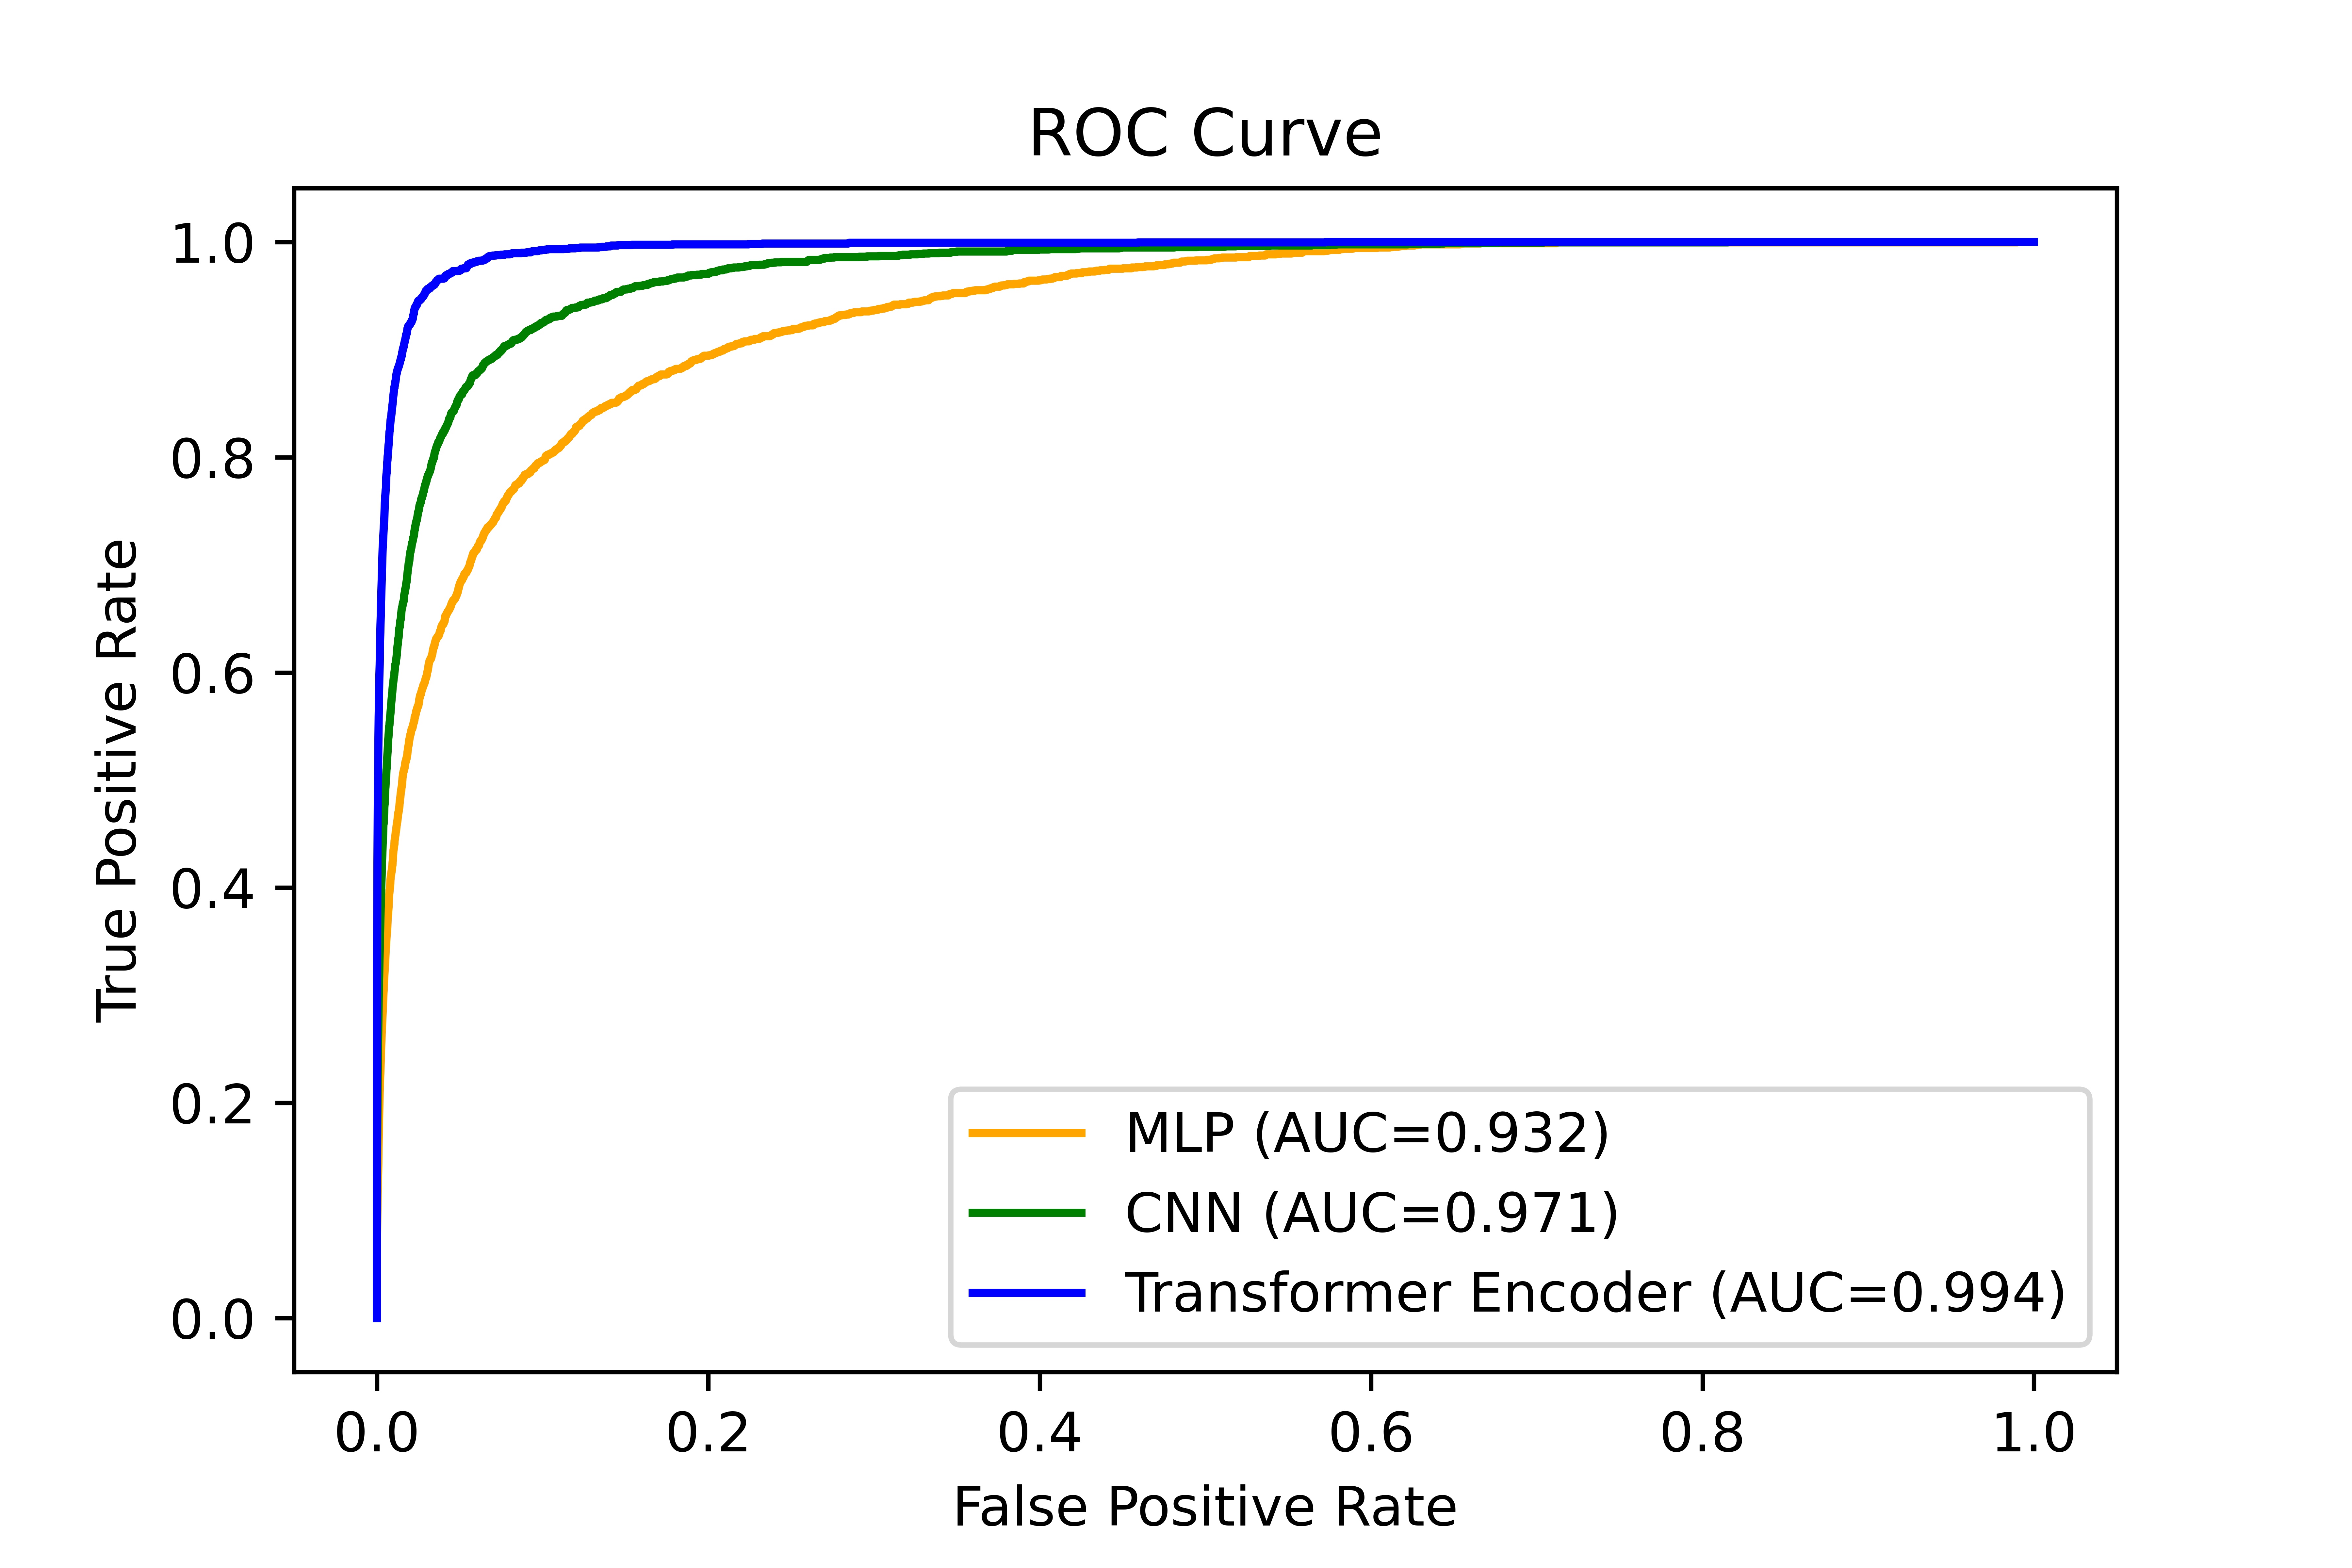 ROC Curve
True Positive Rate
1.0
0.8
0.6
0.4
0.2
0.0
MLP (AUC=0.932)
CNN (AUC=0.971)
Transformer Encoder (AUC=0.994)
0.0 0.2 0.4 0.6 0.8 1.0
False Positive Rate